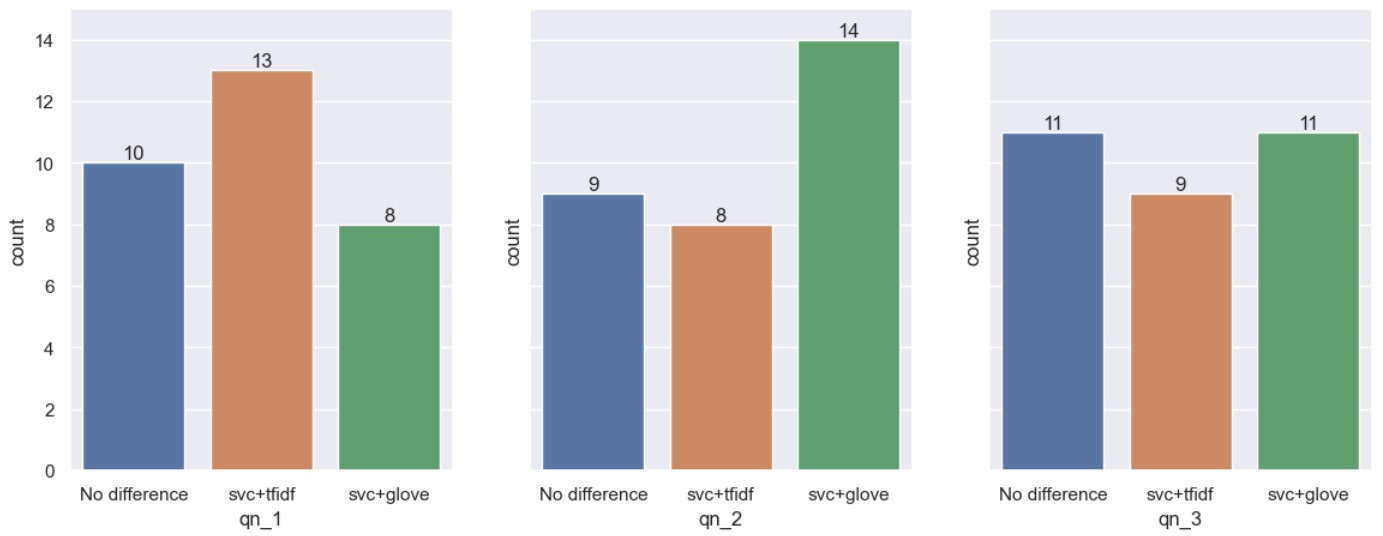 14
12
10
8
6
4
2
0
count
10
13
8
No difference svc+tfidf svc+glove
qn_1
count
9
8
14
No difference svc+tfidf svc+glove
qn_2
count
11
9
11
No difference svc+tfidf svc+glove
qn_3